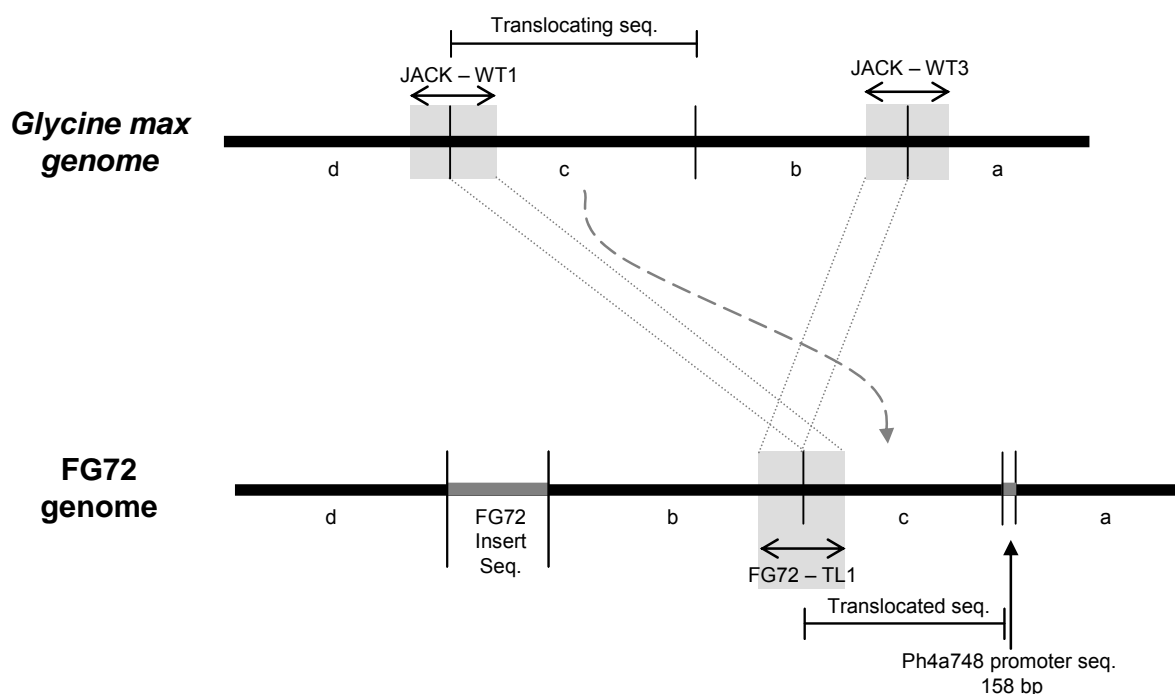 Translocating seq.
JACK – WT1
JACK – WT3
Glycine max
genome
d
c
b
a
FG72
genome
d
FG72
Insert
Seq.
b
c
a
FG72 – TL1
Translocated seq.
Ph4a748 promoter seq.
158 bp